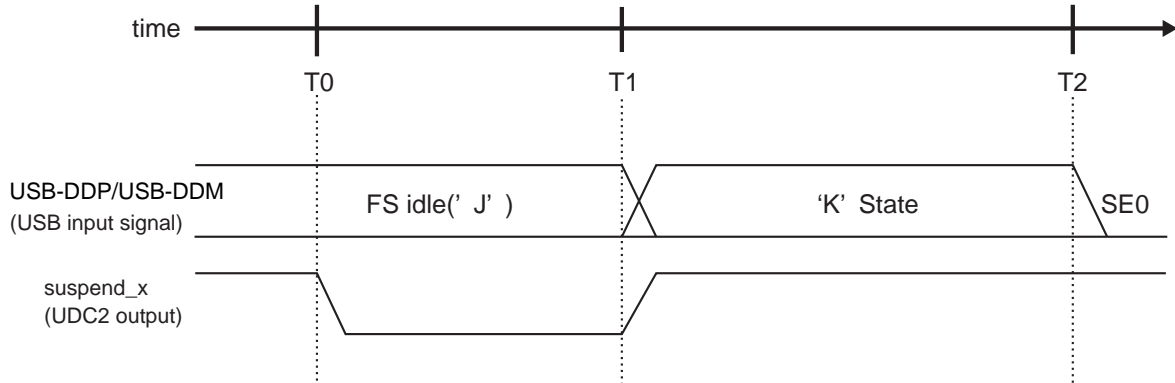 time
T0 T1 T2
USB-DDP/USB-DDM
(USB input signal)
FS idle(’ J’ )
‘K’ State
SE0
suspend_x
(UDC2 output)